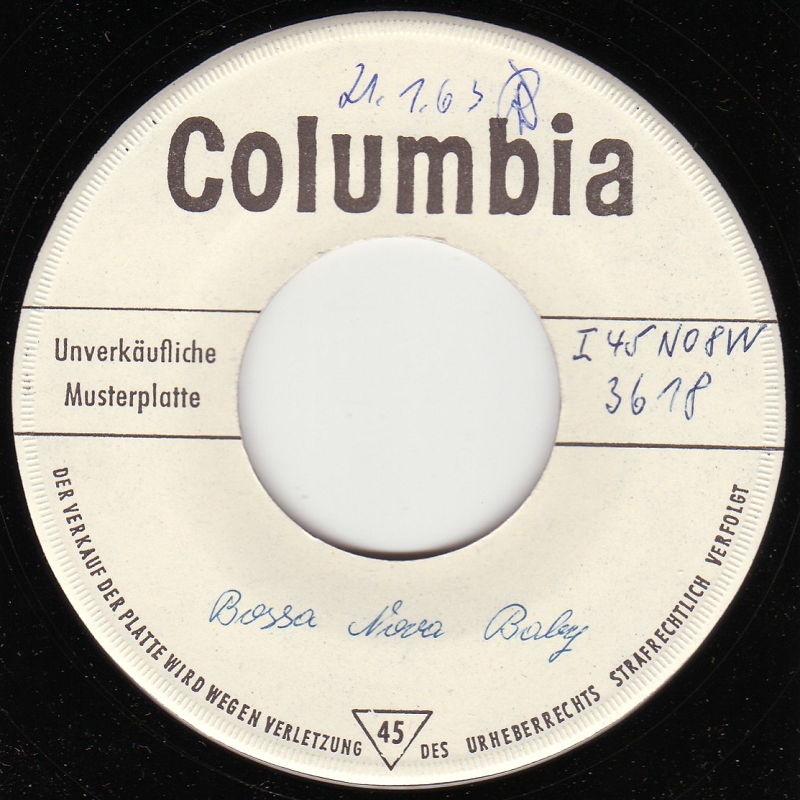 21.1.63
Columbia
Unverkäufliche
Musterplatte
I 45 N08W
3618
Bossa Nova Baby
DER VERKAUF DER PLATTE WIRD WEGEN VERLETZUNG DES URHEBERRECHTS STRAFRECHTLICH VERFOLGT
45